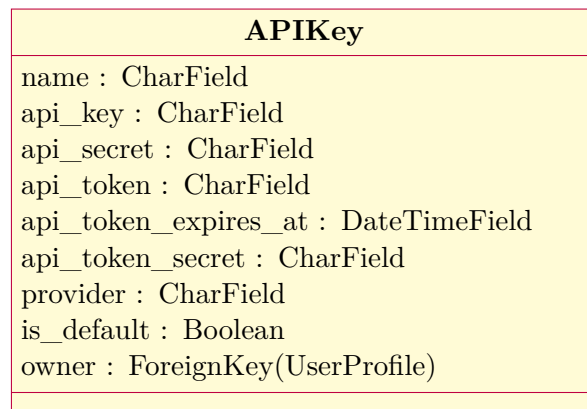 APIKey
name : CharField
api_key : CharField
api_secret : CharField
api_token : CharField
api_token_expires_at : DateTimeField
api_token_secret : CharField
provider : CharField
is_default : Boolean
owner : ForeignKey(UserProfile)